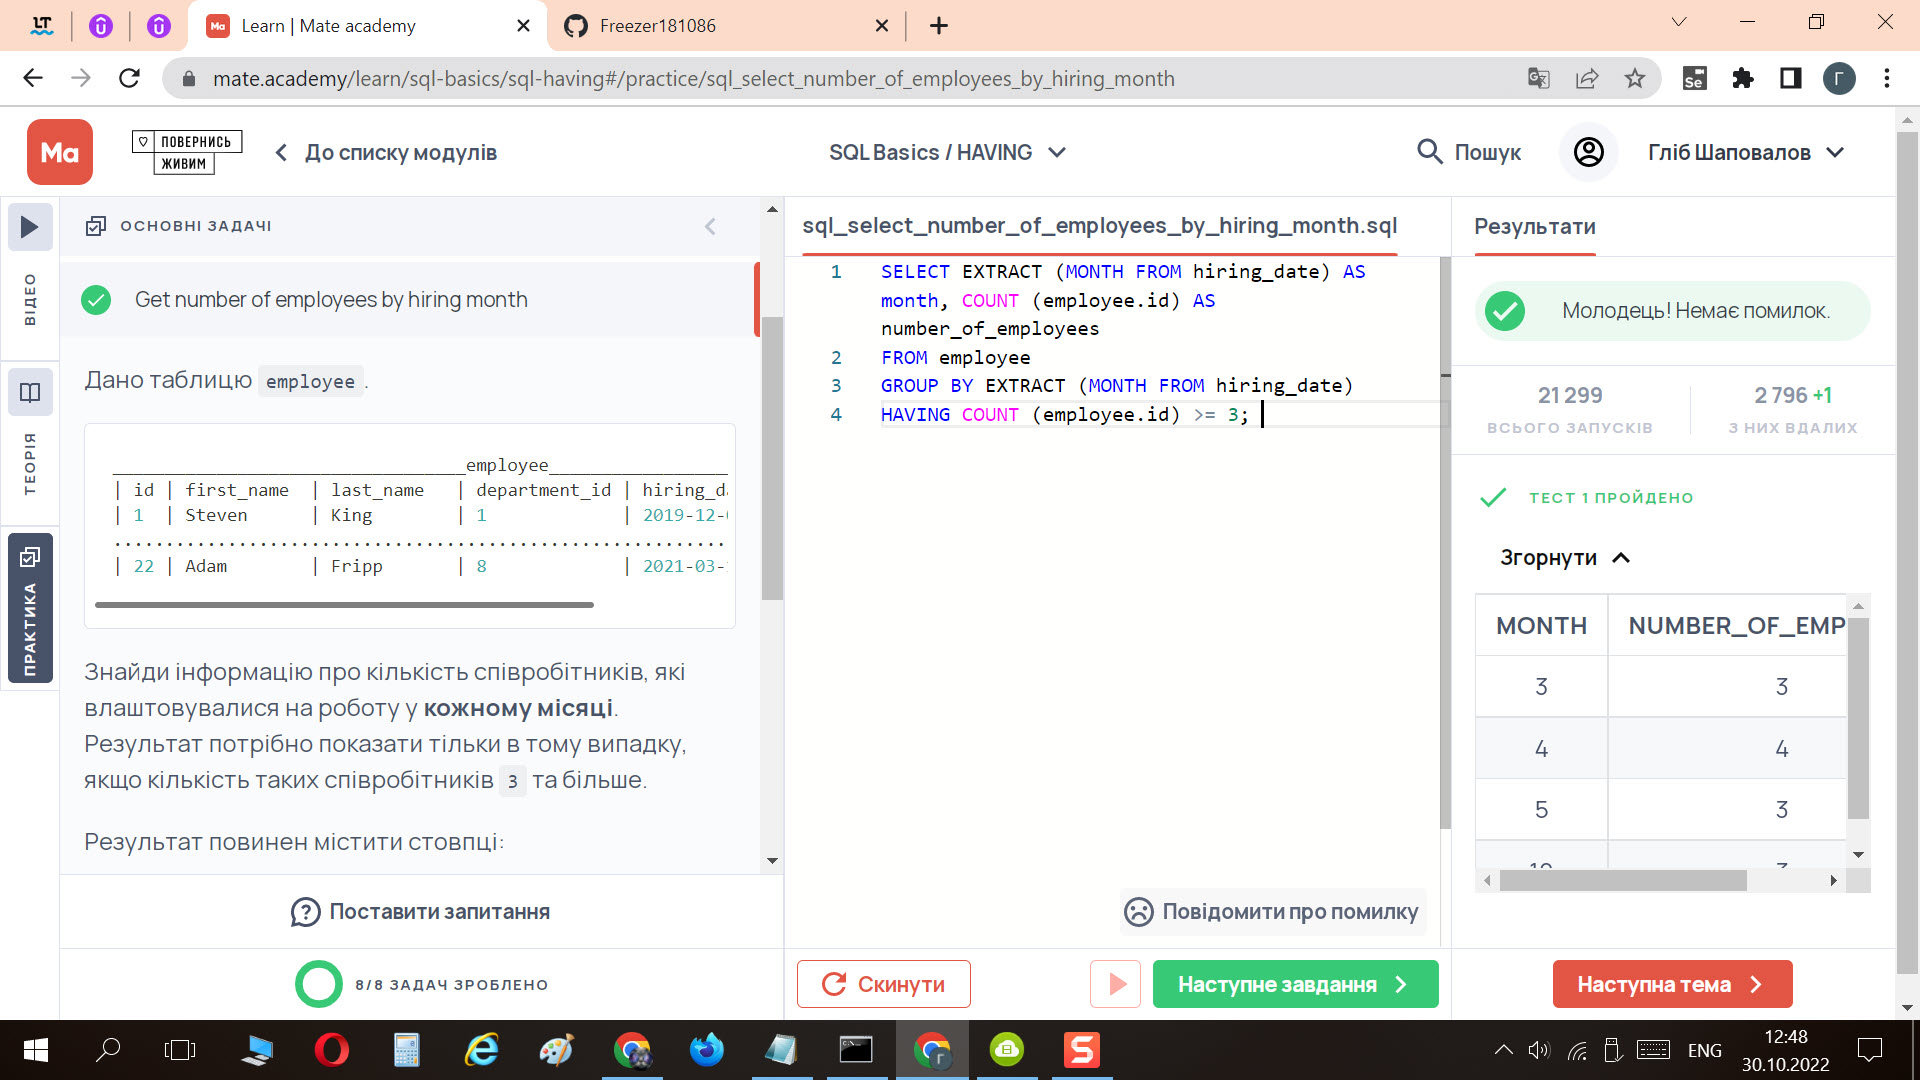 Learn | Mate academy
Freezer181086
mate.academy/learn/sql-basics/sql-having#/practice/sql_select_number_of_employees_by_hiring_month
Ma
ПОВЕРНИСЬ
ЖИВИМ
До списку модулів
SQL Basics / HAVING
Пошук
Гліб Шаповалов
ВІДЕО
ТЕОРІЯ
ПРАКТИКА
ОСНОВНІ ЗАДАЧІ
Get number of employees by hiring month
Дано таблицю employee .
employee
| id | first_name | last_name | department_id | hiring_d
| 1 | Steven | King | 1 | 2019-12-
| 22 | Adam | Fripp | 8 | 2021-03-
Знайди інформацію про кількість співробітників, які
влаштовувалися на роботу у кожному місяці.
Результат потрібно показати тільки в тому випадку,
якщо кількість таких співробітників 3 та більше.
Результат повинен містити стовпці:
Поставити запитання
8/8 ЗАДАЧ ЗРОБЛЕНО
sql_select_number_of_employees_by_hiring_month.sql
1 SELECT EXTRACT (MONTH FROM hiring_date) AS
month, COUNT (employee.id) AS
number_of_employees
2 FROM employee
3 GROUP BY EXTRACT (MONTH FROM hiring_date)
4 HAVING COUNT (employee.id) >= 3;
Повідомити про помилку
Скинути
Наступне завдання
Результати
Молодець! Немає помилок.
21 299
ВСЬОГО ЗАПУСКІВ
2 796 +1
З НИХ ВДАЛИХ
ТЕСТ 1 ПРОЙДЕНО
Згорнути
MONTH NUMBER_OF_EMP
3 3
4 4
5 3
Наступна тема
ENG
12:48
30.10.2022